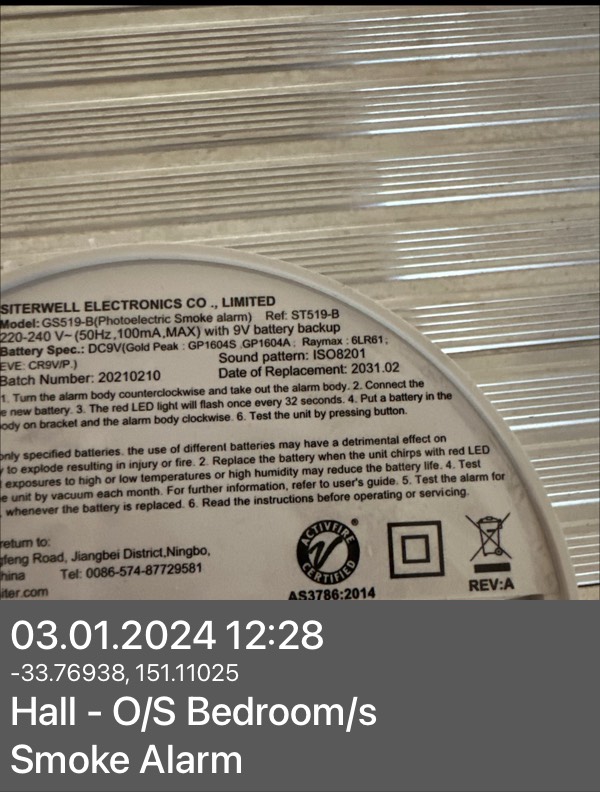 SITERWELL ELECTRONICS CO ., LIMITED
Model: GS519-B(Photoelectric Smoke alarm) Ref: ST519-B
220-240 V~ (50Hz,100mA,MAX) with 9V battery backup
Battery Spec.: DC9V(Gold Peak : GP1604S ,GP1604A ; Raymax : 6LR61;
EVE: CR9V/P.) Sound pattern: ISO8201
Batch Number: 20210210 Date of Replacement: 2031.02
1. Turn the alarm body counterclockwise and take out the alarm body. 2. Connect the
e new battery. 3. The red LED light will flash once every 32 seconds. 4. Put a battery in the
ody on bracket and the alarm body clockwise. 6. Test the unit by pressing button.
only specified batteries. the use of different batteries may have a detrimental effect on
y to explode resulting in injury or fire. 2. Replace the battery when the unit chirps with red LED
exposures to high or low temperatures or high humidity may reduce the battery life. 4. Test
e unit by vacuum each month. For further information, refer to user's guide. 5. Test the alarm for
whenever the battery is replaced. 6. Read the instructions before operating or servicing.
return to:
gfeng Road, Jiangbei District,Ningbo,
hina Tel: 0086-574-87729581
iter.com
ACTIVFIRE ®
CERTIFIED
AS3786:2014
REV:A
03.01.2024 12:28
-33.76938, 151.11025
Hall - O/S Bedroom/s
Smoke Alarm